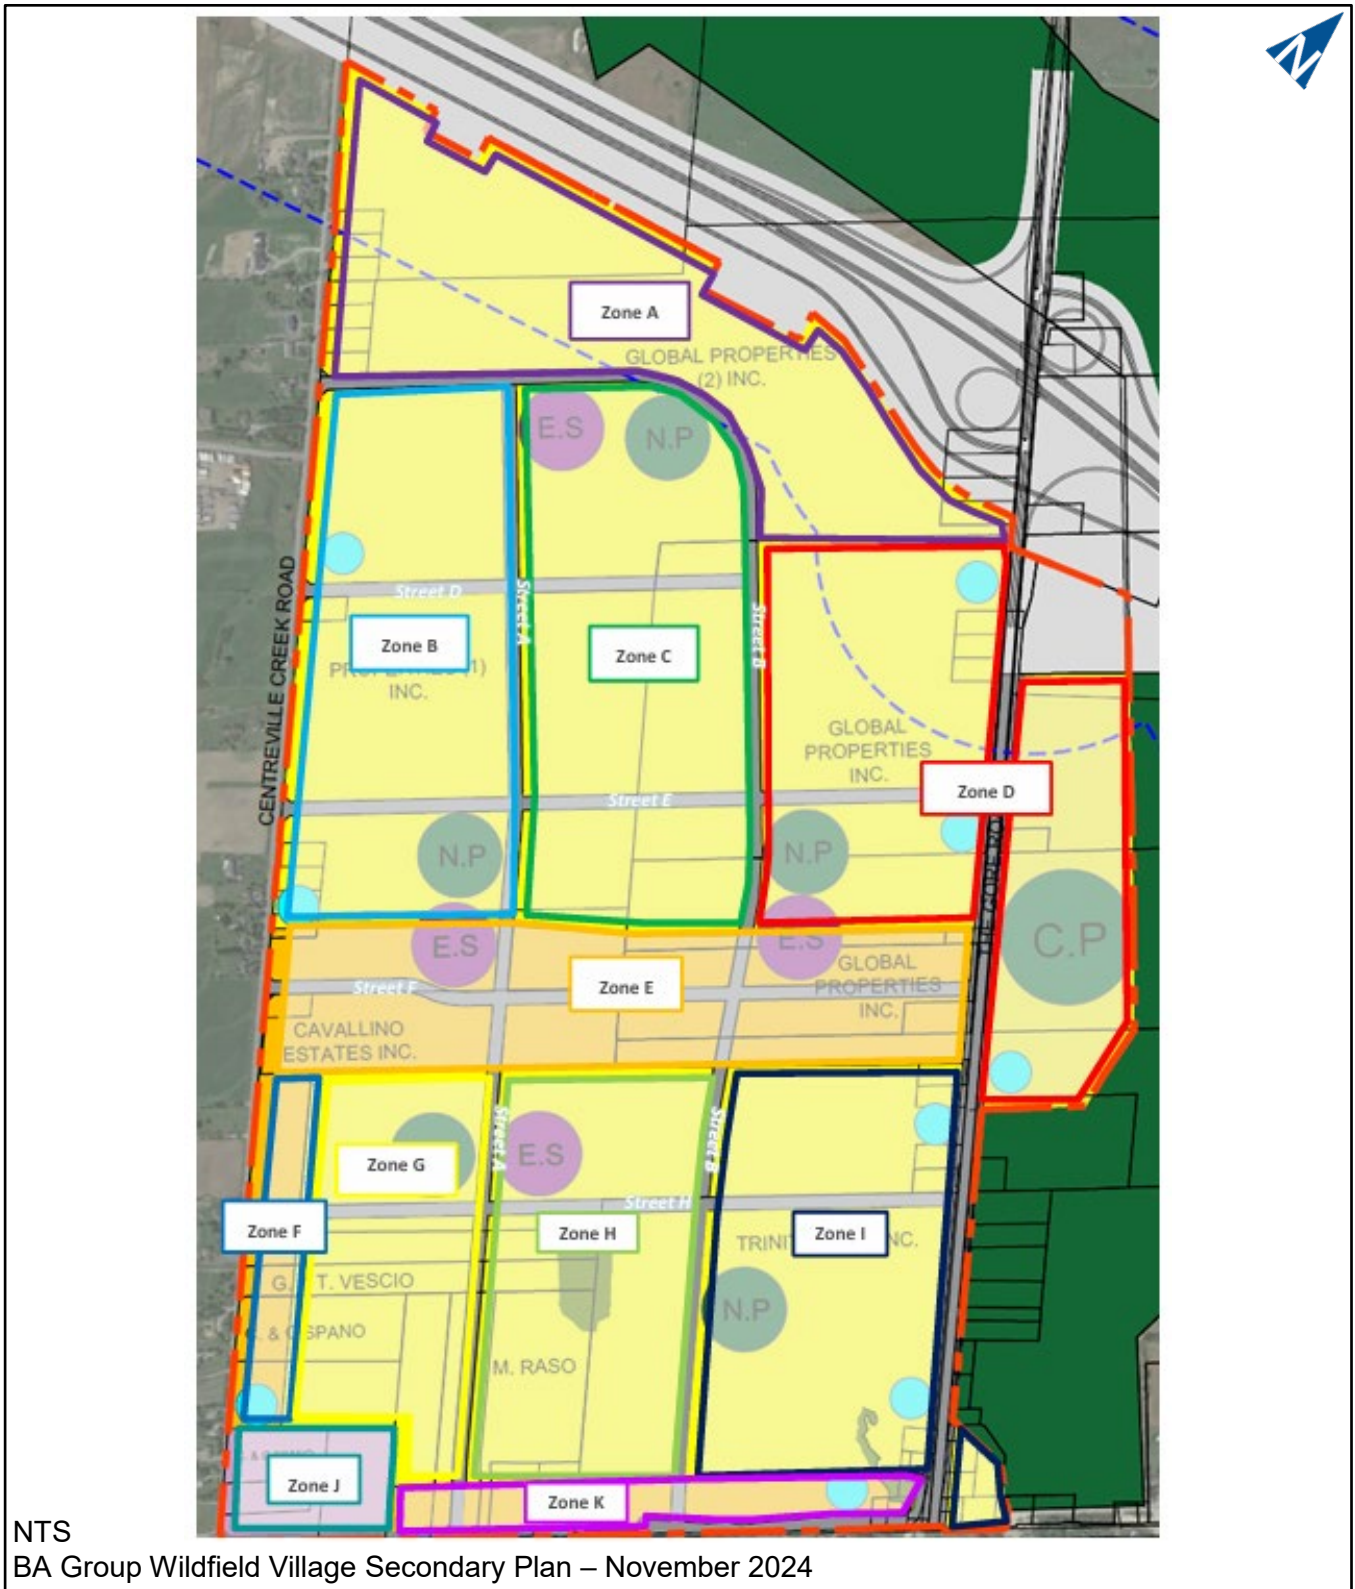 N
Zone A
GLOBAL PROPERTIES
(2) INC.
E.S
N.P
Street D
Street A
Street B
CENTREVILLE CREEK ROAD
Zone B
INC.
Zone C
GLOBAL
PROPERTIES
INC.
Zone D
Street E
N.P
N.P
C.P
E.S
E.S
Street F
Zone E
GLOBAL
PROPERTIES
INC.
CAVALLINO
ESTATES INC.
Street A
Street B
Zone G
E.S
Street H
Zone F
Zone H
Zone I
T. VESCIO
N.P
M. RASO
Zone J
Zone K
NTS
BA Group Wildfield Village Secondary Plan – November 2024